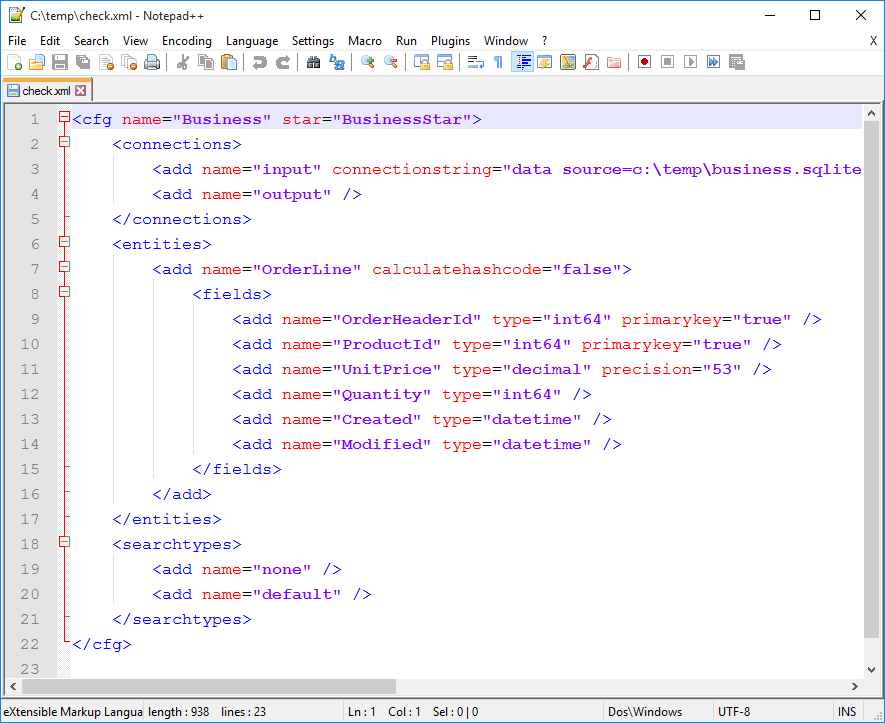 C:\temp\check.xml - Notepad++
File Edit Search View Encoding Language Settings Macro Run Plugins Window ? X
check.xml
1 <cfg name="Business" star="BusinessStar">
2 <connections>
3 <add name="input" connectionstring="data source=c:\temp\business.sqlite
4 <add name="output" />
5 </connections>
6 <entities>
7 <add name="OrderLine" calculatehashcode="false">
8 <fields>
9 <add name="OrderHeaderId" type="int64" primarykey="true" />
10 <add name="ProductId" type="int64" primarykey="true" />
11 <add name="UnitPrice" type="decimal" precision="53" />
12 <add name="Quantity" type="int64" />
13 <add name="Created" type="datetime" />
14 <add name="Modified" type="datetime" />
15 </fields>
16 </add>
17 </entities>
18 <searchtypes>
19 <add name="none" />
20 <add name="default" />
21 </searchtypes>
22 </cfg>
23
eXtensible Markup Langua length : 938 lines : 23 Ln : 1 Col : 1 Sel : 0 | 0 Dos\Windows UTF-8 INS